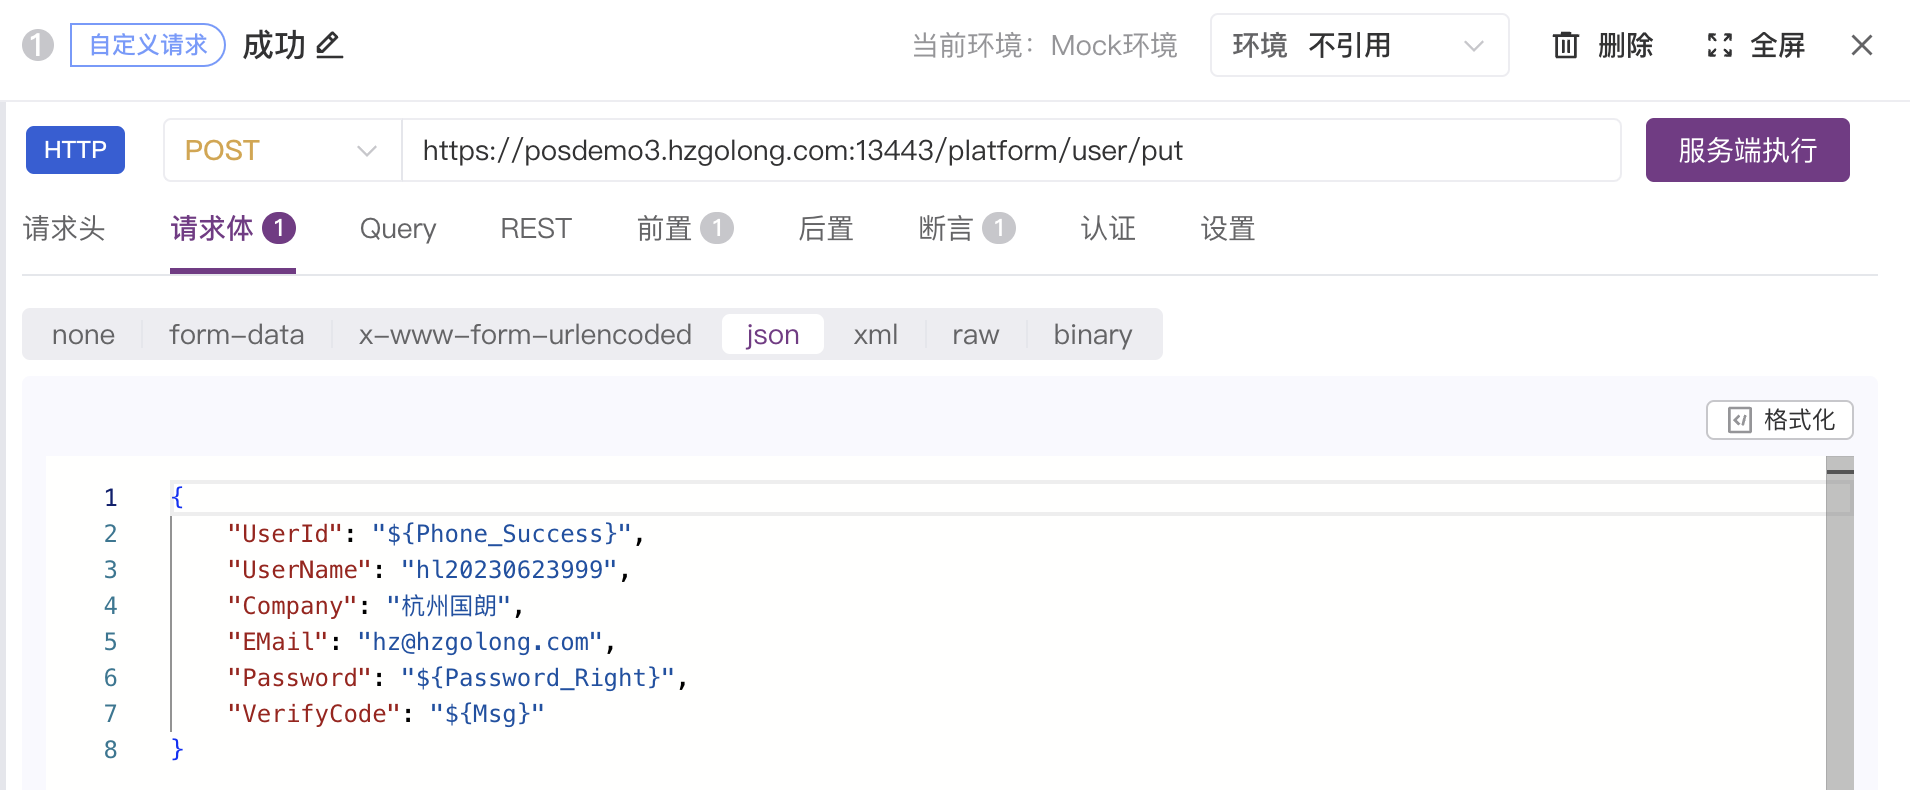 1 自定义请求 成功 当前环境：Mock环境 环境 不引用 删除 全屏
HTTP POST https://posdemo3.hzgolong.com:13443/platform/user/put 服务端执行
请求头 请求体 1 Query REST 前置 1 后置 断言 1 认证 设置
none form-data x-www-form-urlencoded json xml raw binary
格式化
1 {
2 "UserId": "${Phone_Success}",
3 "UserName": "hl20230623999",
4 "Company": "杭州国朗",
5 "EMail": "hz@hzgolong.com",
6 "Password": "${Password_Right}",
7 "VerifyCode": "${Msg}"
8 }